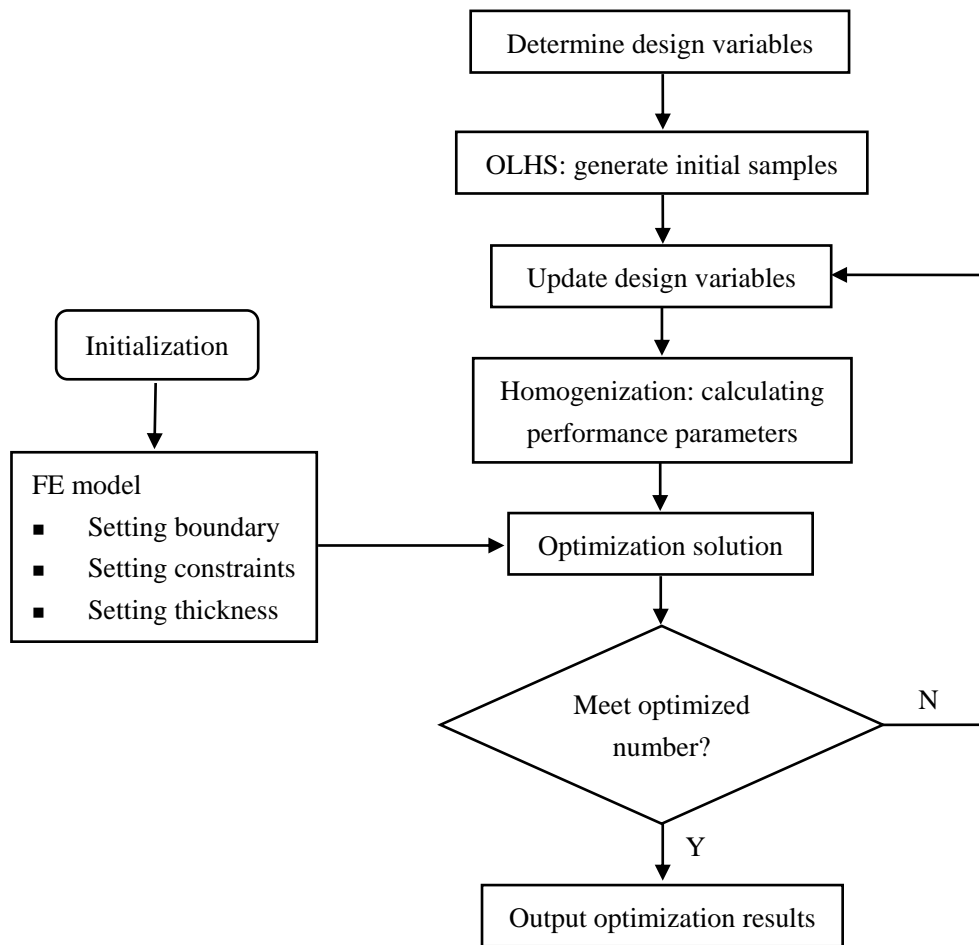 Determine design variables
OLHS: generate initial samples
Update design variables
Initialization
Homogenization: calculating
performance parameters
FE model
▪ Setting boundary
▪ Setting constraints
▪ Setting thickness
Optimization solution
Meet optimized
number?
N
Y
Output optimization results